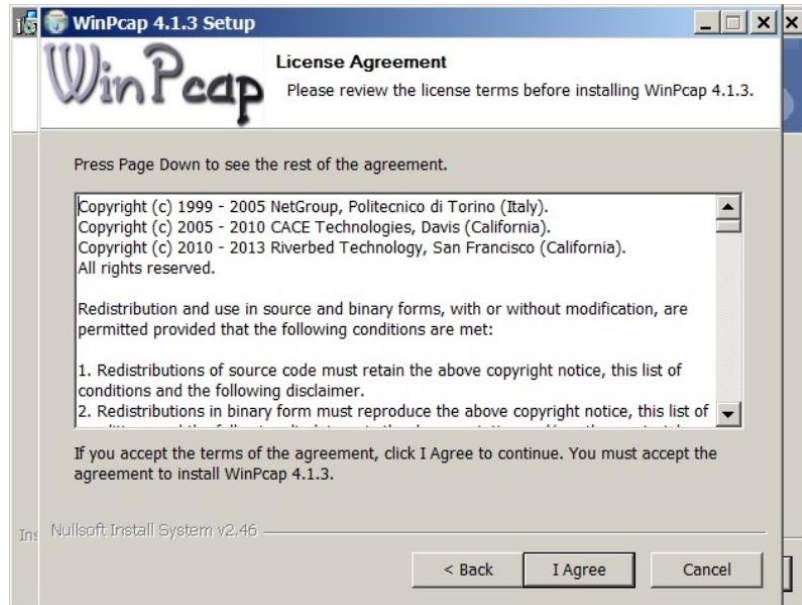 WinPcap 4.1.3 Setup
WinPcap
License Agreement
Please review the license terms before installing WinPcap 4.1.3.
Press Page Down to see the rest of the agreement.
Copyright (c) 1999 - 2005 NetGroup, Politecnico di Torino (Italy).
Copyright (c) 2005 - 2010 CACE Technologies, Davis (California).
Copyright (c) 2010 - 2013 Riverbed Technology, San Francisco (California).
All rights reserved.
Redistribution and use in source and binary forms, with or without modification, are
permitted provided that the following conditions are met:
1. Redistributions of source code must retain the above copyright notice, this list of
conditions and the following disclaimer.
2. Redistributions in binary form must reproduce the above copyright notice, this list of
If you accept the terms of the agreement, click I Agree to continue. You must accept the
agreement to install WinPcap 4.1.3.
Ins
Nullsoft Install System v2.46
< Back
I Agree
Cancel